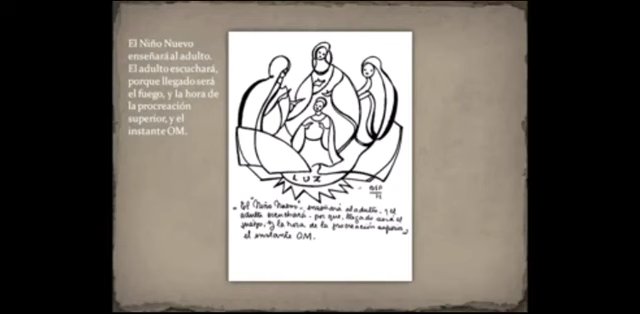 El Niño Nuevo
enseñará al adulto.
El adulto escuchará,
porque llegado será
el fuego, y la hora de
la procreación
superior, y el
instante OM.
LUZ
- El "Niño Nuevo", enseñará al adulto, y el
adulto escuchará - por que, llegado será el
fuego, y la hora de la procreación superior, y
el instante OM.